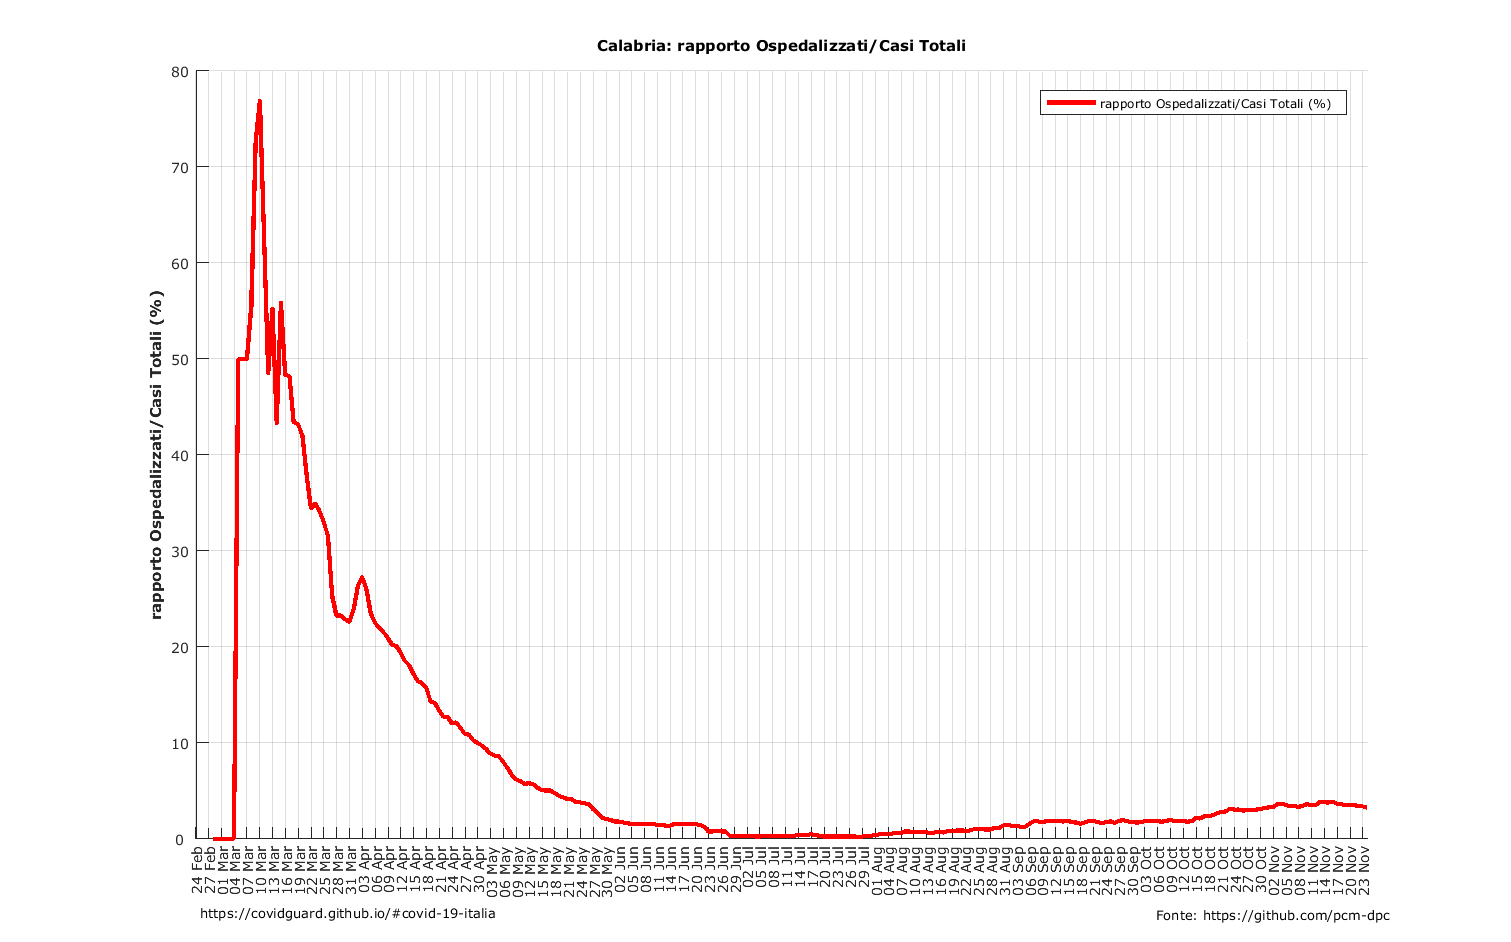 Calabria: rapporto Ospedalizzati/Casi Totali
rapporto Ospedalizzati/Casi Totali (%)
rapporto Ospedalizzati/Casi Totali (%)
80
70
60
50
40
30
20
10
0
24 Feb
27 Feb
01 Mar
04 Mar
07 Mar
10 Mar
13 Mar
16 Mar
19 Mar
22 Mar
25 Mar
28 Mar
31 Mar
03 Apr
06 Apr
09 Apr
12 Apr
15 Apr
18 Apr
21 Apr
24 Apr
27 Apr
30 Apr
03 May
06 May
09 May
12 May
15 May
18 May
21 May
24 May
27 May
30 May
02 Jun
05 Jun
08 Jun
11 Jun
14 Jun
17 Jun
20 Jun
23 Jun
26 Jun
29 Jun
02 Jul
05 Jul
08 Jul
11 Jul
14 Jul
17 Jul
20 Jul
23 Jul
26 Jul
29 Jul
01 Aug
04 Aug
07 Aug
10 Aug
13 Aug
16 Aug
19 Aug
22 Aug
25 Aug
28 Aug
31 Aug
03 Sep
06 Sep
09 Sep
12 Sep
15 Sep
18 Sep
21 Sep
24 Sep
27 Sep
30 Sep
03 Oct
06 Oct
09 Oct
12 Oct
15 Oct
18 Oct
21 Oct
24 Oct
27 Oct
30 Oct
02 Nov
05 Nov
08 Nov
11 Nov
14 Nov
17 Nov
20 Nov
23 Nov
https://covidguard.github.io/#covid-19-italia
Fonte: https://github.com/pcm-dpc